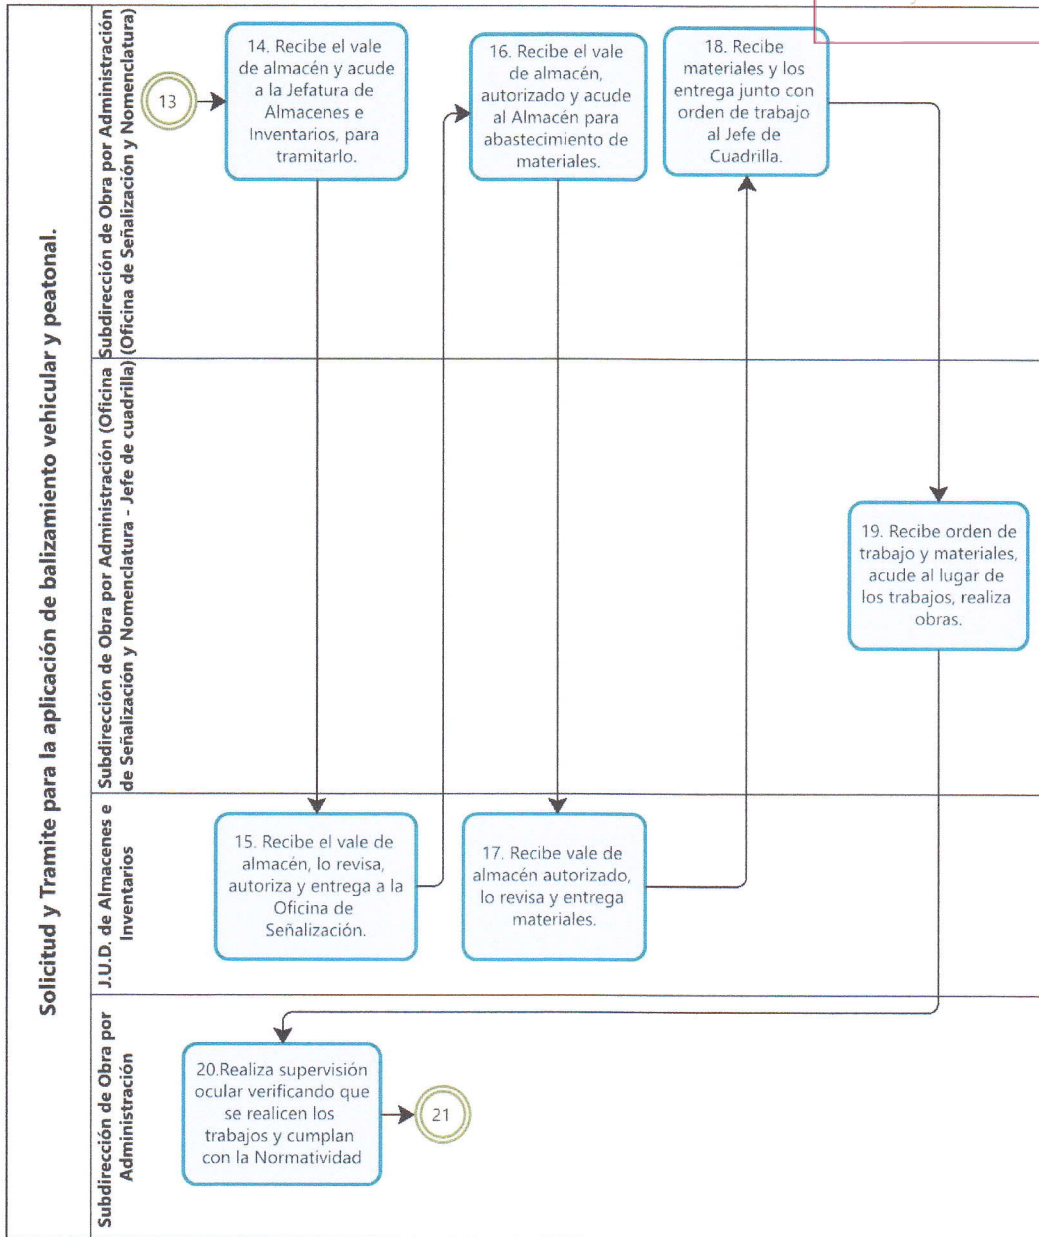 Solicitud y Tramite para la aplicación de balizamiento vehicular y peatonal.
Subdirección de Obra por Administración
(Oficina de Señalización y Nomenclatura)
13
14. Recibe el vale
de almacén y acude
a la Jefatura de
Almacenes e
Inventarios, para
tramitarlo.
16. Recibe el vale
de almacén,
autorizado y acude
al Almacén para
abastecimiento de
materiales.
18. Recibe
materiales y los
entrega junto con
orden de trabajo
al Jefe de
Cuadrilla.
Subdirección de Obra por Administración (Oficina
de Señalización y Nomenclatura - Jefe de cuadrilla)
19. Recibe orden de
trabajo y materiales,
acude al lugar de
los trabajos, realiza
obras.
J.U.D. de Almacenes e
Inventarios
15. Recibe el vale de
almacén, lo revisa,
autoriza y entrega a la
Oficina de
Señalización.
17. Recibe vale de
almacén autorizado,
lo revisa y entrega
materiales.
Subdirección de Obra por
Administración
20.Realiza supervisión
ocular verificando que
se realicen los
trabajos y cumplan
con la Normatividad
21